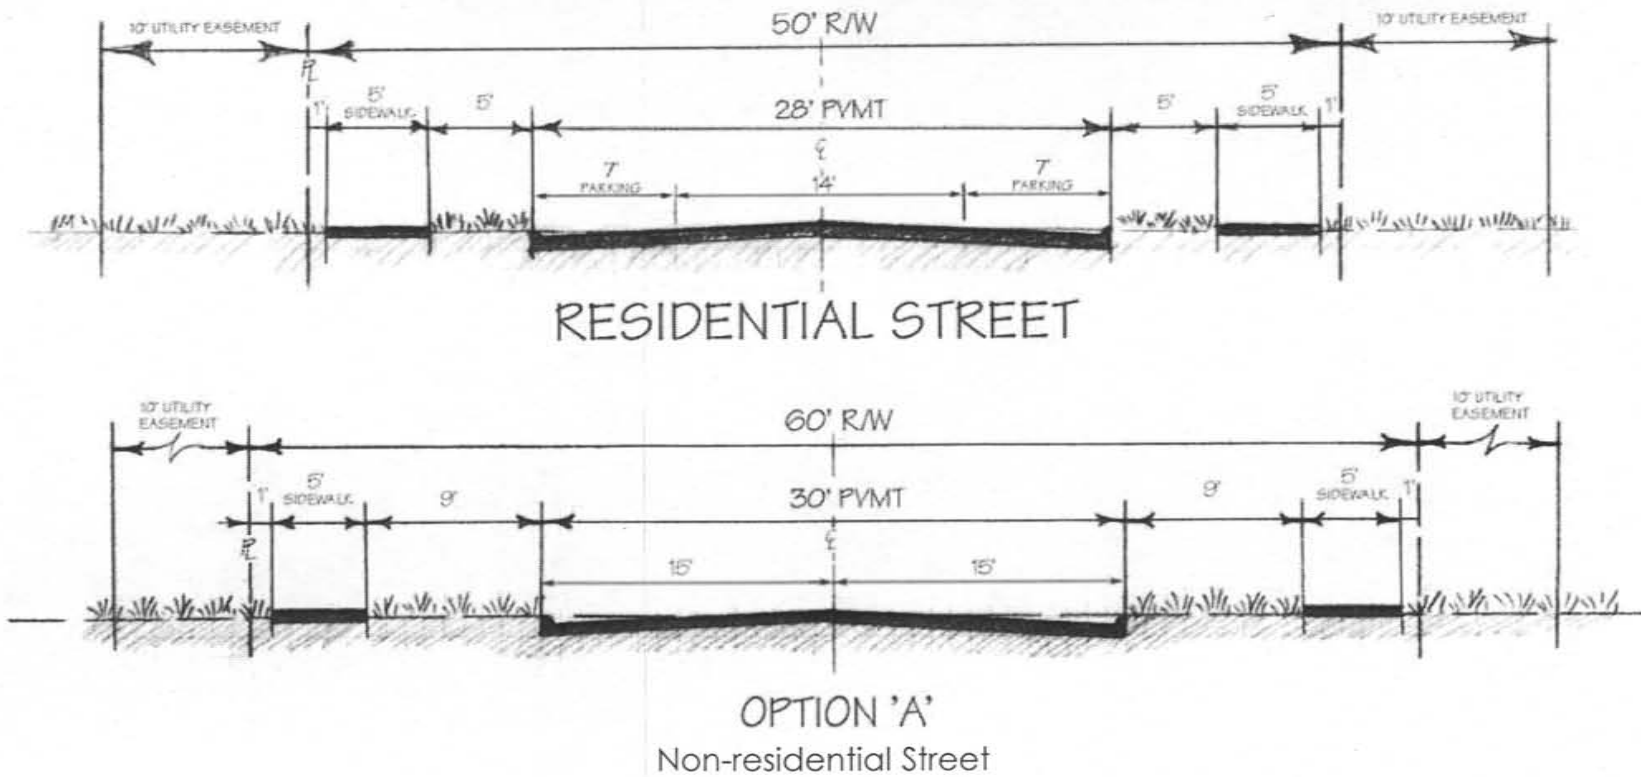 10' UTILITY EASEMENT
50' R/W
10' UTILITY EASEMENT
PL
1'
5'
SIDEWALK
5'
28' PVMT
5'
5'
SIDEWALK
1'
CL
7'
PARKING
14'
7'
PARKING
RESIDENTIAL STREET
10' UTILITY
EASEMENT
60' R/W
10' UTILITY
EASEMENT
1'
5'
SIDEWALK
9'
30' PVMT
9'
5'
SIDEWALK
1'
PL
CL
15'
15'
OPTION 'A'
Non-residential Street